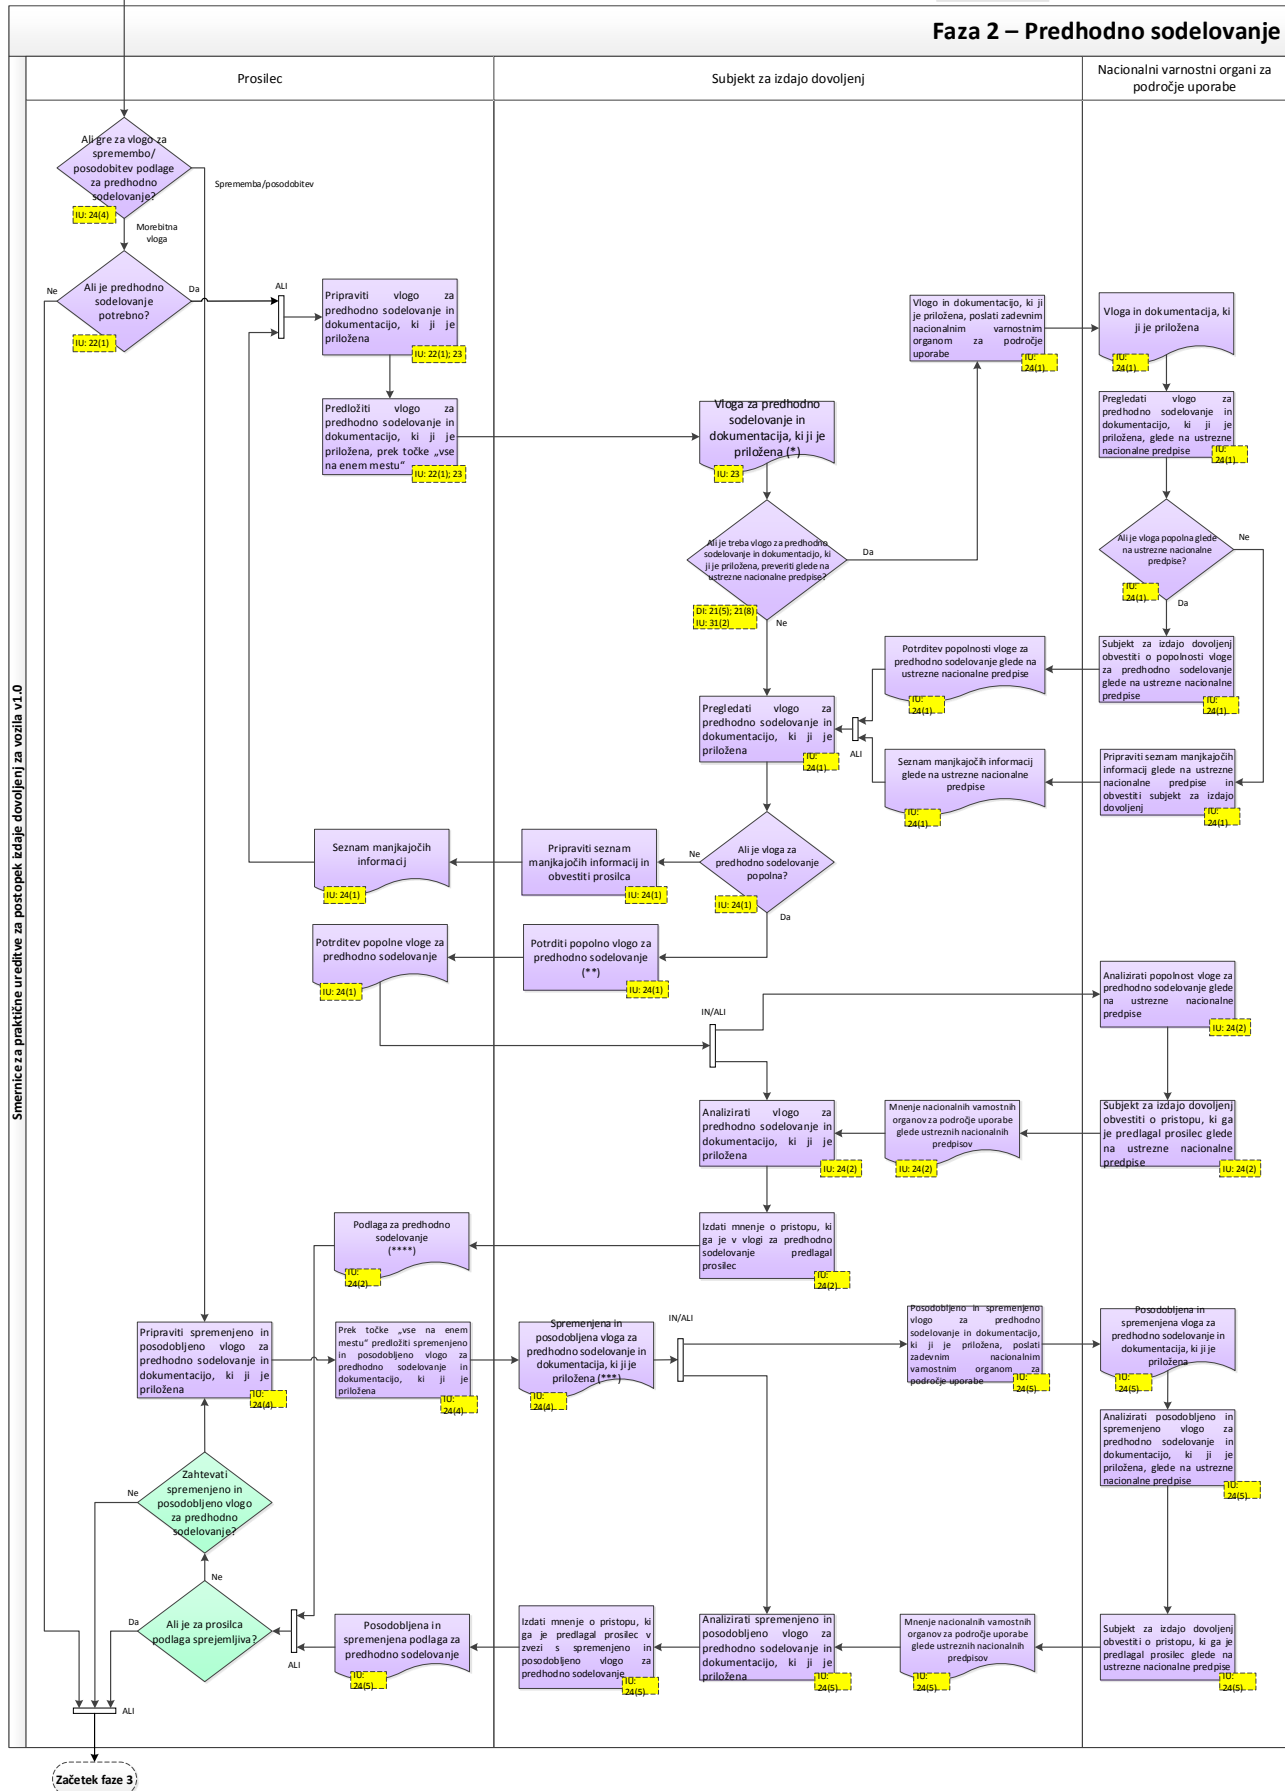 Faza 2 – Predhodno sodelovanje
Smernice za praktične ureditve za postopek izdaje dovoljenj za vozila v1.0
Prosilec
Subjekt za izdajo dovoljenj
Nacionalni varnostni organi za
področje uporabe
Ali gre za vlogo za
spremembo/
posodobitev podlage
za predhodno
sodelovanje?
IU: 24(4)
Sprememba/posodobitev
Morebitna
vloga
Ali je predhodno
sodelovanje
potrebno?
IU: 22(1)
Ne
Da
ALI
Pripraviti vlogo za
predhodno sodelovanje in
dokumentacijo, ki ji je
priložena
IU: 22(1); 23
Predložiti vlogo za
predhodno sodelovanje in
dokumentacijo, ki ji je
priložena, prek točke „vse
na enem mestu“
IU: 22(1); 23
Vloga za predhodno
sodelovanje in
dokumentacija, ki ji je
priložena (*)
IU: 23
Ali je treba vlogo za predhodno
sodelovanje in dokumentacijo, ki
ji je priložena, preveriti glede na
ustrezne nacionalne predpise?
DI: 21(5); 21(8)
IU: 31(2)
Da
Ne
Vlogo in dokumentacijo, ki ji
je priložena, poslati zadevnim
nacionalnim varnostnim
organom za področje
uporabe
IU:
24(1)
Vloga in dokumentacija, ki
ji je priložena
IU:
24(1)
Pregledati vlogo za
predhodno sodelovanje in
dokumentacijo, ki ji je
priložena, glede na ustrezne
nacionalne predpise
IU:
24(1)
Ali je vloga popolna glede
na ustrezne nacionalne
predpise?
IU:
24(1)
Ne
Da
Subjekt za izdajo dovoljenj
obvestiti o popolnosti vloge
za predhodno sodelovanje
glede na ustrezne nacionalne
predpise
IU:
24(1)
Potrditev popolnosti vloge za
predhodno sodelovanje glede na
ustrezne nacionalne predpise
IU:
24(1)
Pregledati vlogo za
predhodno sodelovanje in
dokumentacijo, ki ji je
priložena
IU:
24(1)
ALI
Seznam manjkajočih informacij
glede na ustrezne nacionalne
predpise
IU:
24(1)
Pripraviti seznam manjkajočih
informacij glede na ustrezne
nacionalne predpise in
obvestiti subjekt za izdajo
dovoljenj
IU:
24(1)
Ali je vloga za
predhodno sodelovanje
popolna?
IU: 24(1)
Ne
Da
Pripraviti seznam
manjkajočih informacij in
obvestiti prosilca
IU: 24(1)
Seznam manjkajočih
informacij
IU: 24(1)
Potrditi popolno vlogo za
predhodno sodelovanje
(**)
IU: 24(1)
Potrditev popolne vloge za
predhodno sodelovanje
IU: 24(1)
IN/ALI
Analizirati popolnost vloge za
predhodno sodelovanje glede
na ustrezne nacionalne
predpise
IU: 24(2)
Subjekt za izdajo dovoljenj
obvestiti o pristopu, ki ga
je predlagal prosilec glede
na ustrezne nacionalne
predpise
IU: 24(2)
Mnenje nacionalnih varnostnih
organov za področje uporabe
glede ustreznih nacionalnih
predpisov
IU: 24(2)
Analizirati vlogo za
predhodno sodelovanje in
dokumentacijo, ki ji je
priložena
IU: 24(2)
Izdati mnenje o pristopu, ki
ga je v vlogi za predhodno
sodelovanje predlagal
prosilec
IU:
24(2)
Podlaga za predhodno
sodelovanje
(****)
IU:
24(2)
Pripraviti spremenjeno in
posodobljeno vlogo za
predhodno sodelovanje in
dokumentacijo, ki ji je
priložena
IU:
24(4)
Prek točke „vse na enem
mestu“ predložiti spremenjeno
in posodobljeno vlogo za
predhodno sodelovanje in
dokumentacijo, ki ji je
priložena
IU:
24(4)
Spremenjena in
posodobljena vloga za
predhodno sodelovanje in
dokumentacija, ki ji je
priložena (***)
IU:
24(4)
IN/ALI
Posodobljeno in spremenjeno
vlogo za predhodno
sodelovanje in dokumentacijo,
ki ji je priložena, poslati
zadevnim nacionalnim
varnostnim organom za
področje uporabe
IU:
24(5)
Posodobljena in
spremenjena vloga za
predhodno sodelovanje in
dokumentacija, ki ji je
priložena
IU:
24(5)
Analizirati posodobljeno in
spremenjeno vlogo za
predhodno sodelovanje in
dokumentacijo, ki ji je
priložena, glede na ustrezne
nacionalne predpise
IU:
24(5)
Zahtevati
spremenjeno in
posodobljeno vlogo
za predhodno
sodelovanje?
Ne
Ne
Ali je za prosilca
podlaga sprejemljiva?
Da
ALI
Posodobljena in
spremenjena podlaga za
predhodno sodelovanje
IU:
24(5)
Izdati mnenje o pristopu, ki
ga je predlagal prosilec v
zvezi s spremenjeno in
posodobljeno vlogo za
predhodno sodelovanje
IU:
24(5)
Analizirati spremenjeno in
posodobljeno vlogo za
predhodno sodelovanje in
dokumentacijo, ki ji je
priložena
IU:
24(5)
Mnenje nacionalnih varnostnih
organov za področje uporabe
glede ustreznih nacionalnih
predpisov
IU:
24(5)
Subjekt za izdajo dovoljenj
obvestiti o pristopu, ki ga je
predlagal prosilec glede na
ustrezne nacionalne predpise
IU:
24(5)
ALI
Začetek faze 3